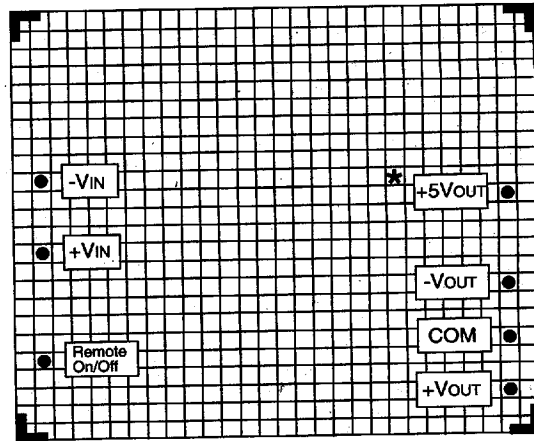 -VIN
*
+5VOUT
+VIN
-VOUT
COM
Remote
On/Off
+VOUT